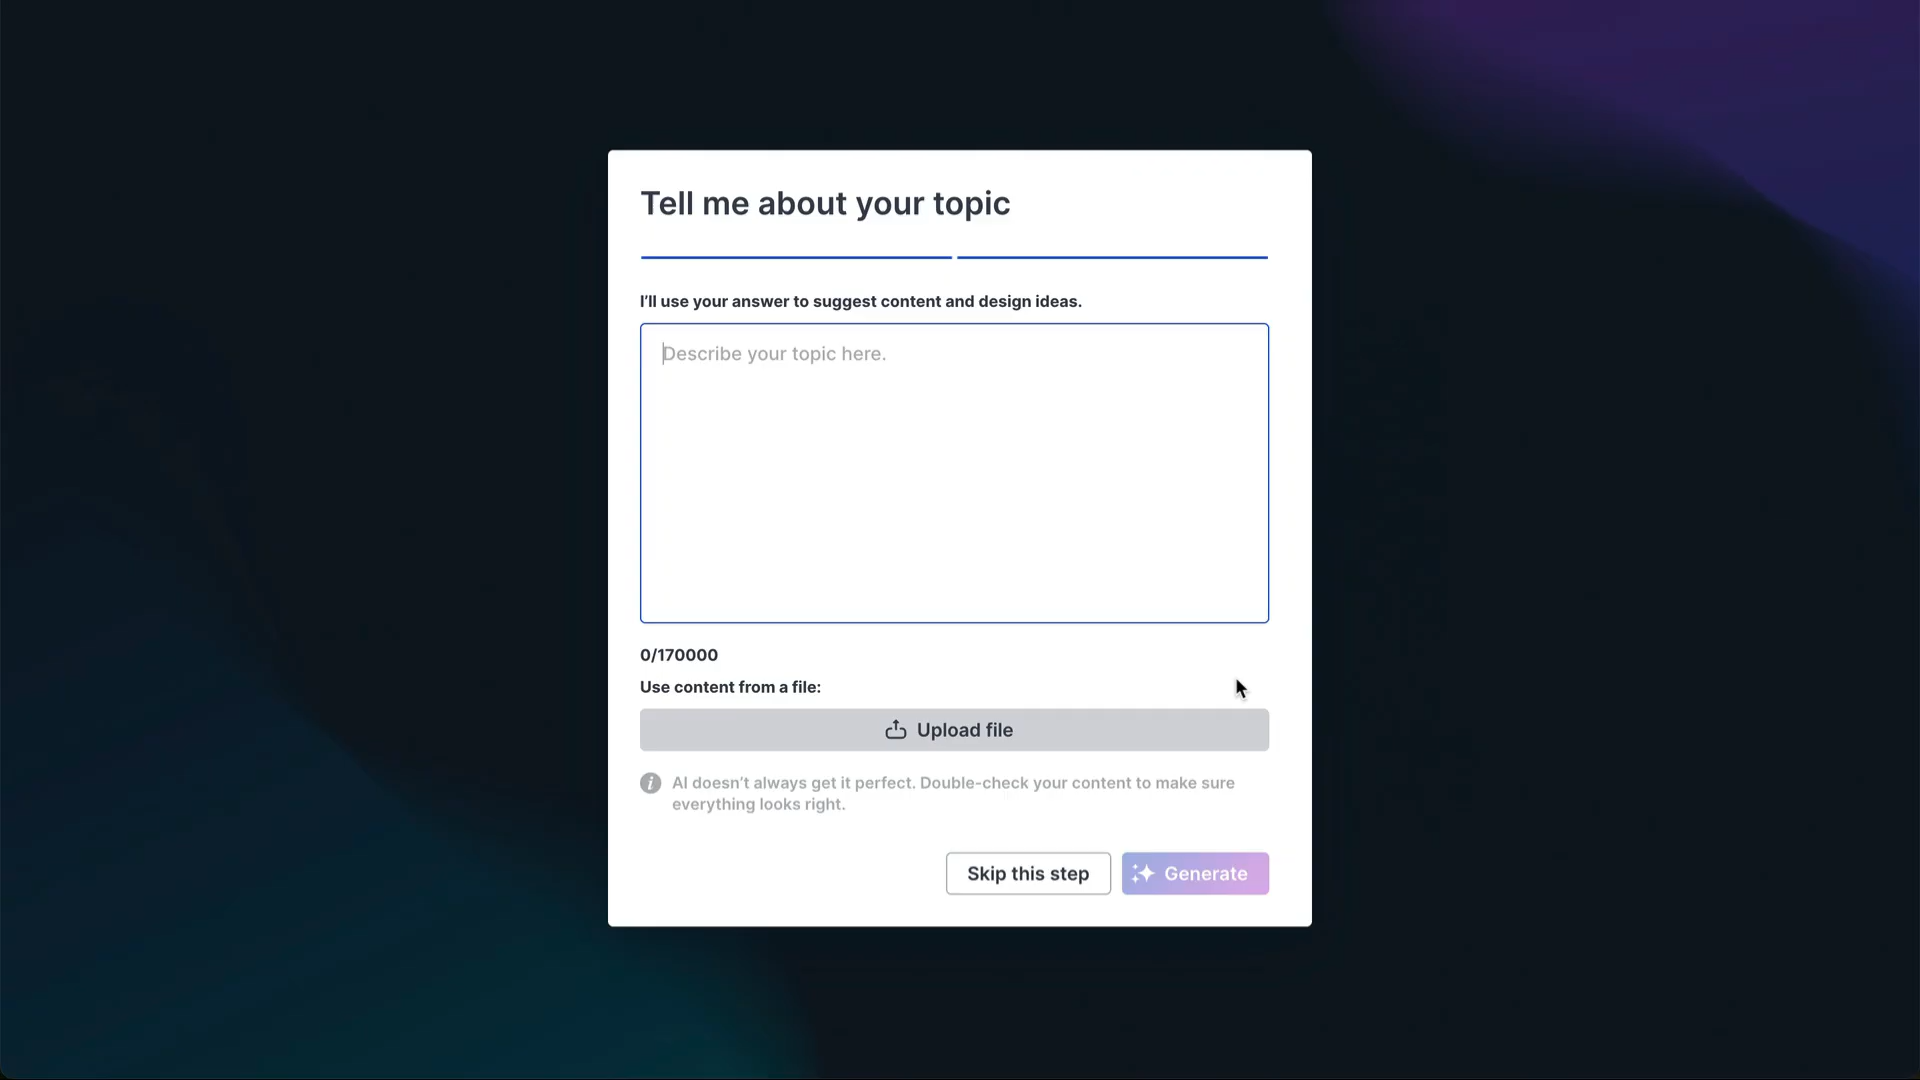 Tell me about your topic
I’ll use your answer to suggest content and design ideas.
Describe your topic here.
0/170000
Use content from a file:
Upload file
AI doesn’t always get it perfect. Double-check your content to make sure
everything looks right.
Skip this step
Generate